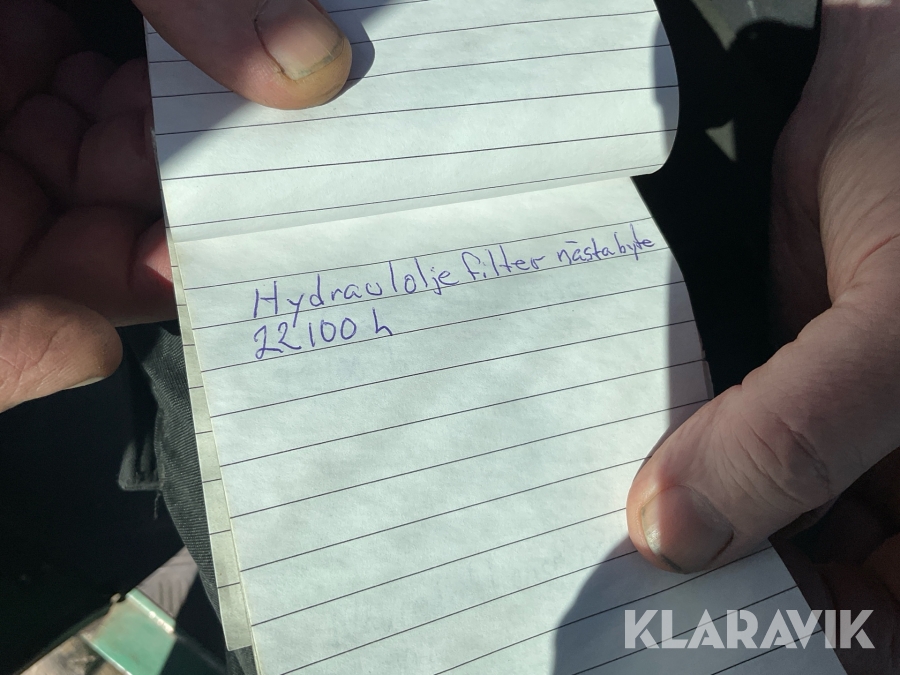 Hydraulolje filter nästa byte
22100 h
KLARAVIK